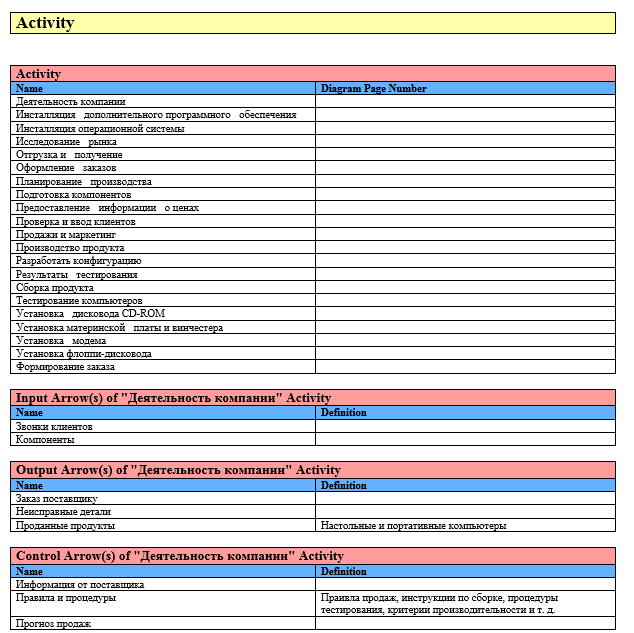 Activity
Activity
Name Diagram Page Number
Деятельность компании
Инсталляция дополнительного программного обеспечения
Инсталляция операционной системы
Исследование рынка
Отгрузка и получение
Оформление заказов
Планирование производства
Подготовка компонентов
Предоставление информации о ценах
Проверка и ввод клиентов
Продажи и маркетинг
Производство продукта
Разработать конфигурацию
Результаты тестирования
Сборка продукта
Тестирование компьютеров
Установка дисковода CD-ROM
Установка материнской платы и винчестера
Установка модема
Установка флоппи-дисковода
Формирование заказа
Input Arrow(s) of "Деятельность компании" Activity
Name Definition
Звонки клиентов
Компоненты
Output Arrow(s) of "Деятельность компании" Activity
Name Definition
Заказ поставщику
Неисправные детали
Проданные продукты Настольные и портативные компьютеры
Control Arrow(s) of "Деятельность компании" Activity
Name Definition
Информация от поставщика
Правила и процедуры Праивла продаж, инструкции по сборке, процедуры
тестирования, критерии производительности и т. д.
Прогноз продаж